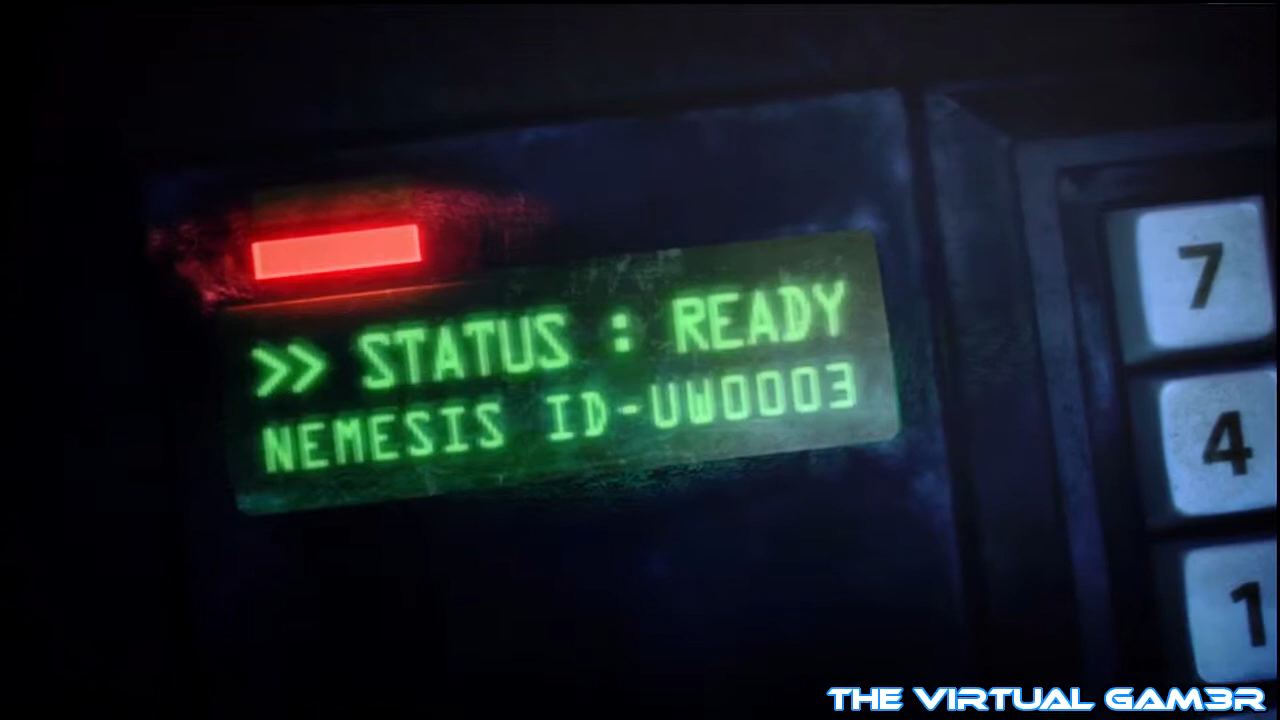 >> STATUS : READY
NEMESIS ID-UW0003
7
4
1
THE VIRTUAL GAM3R